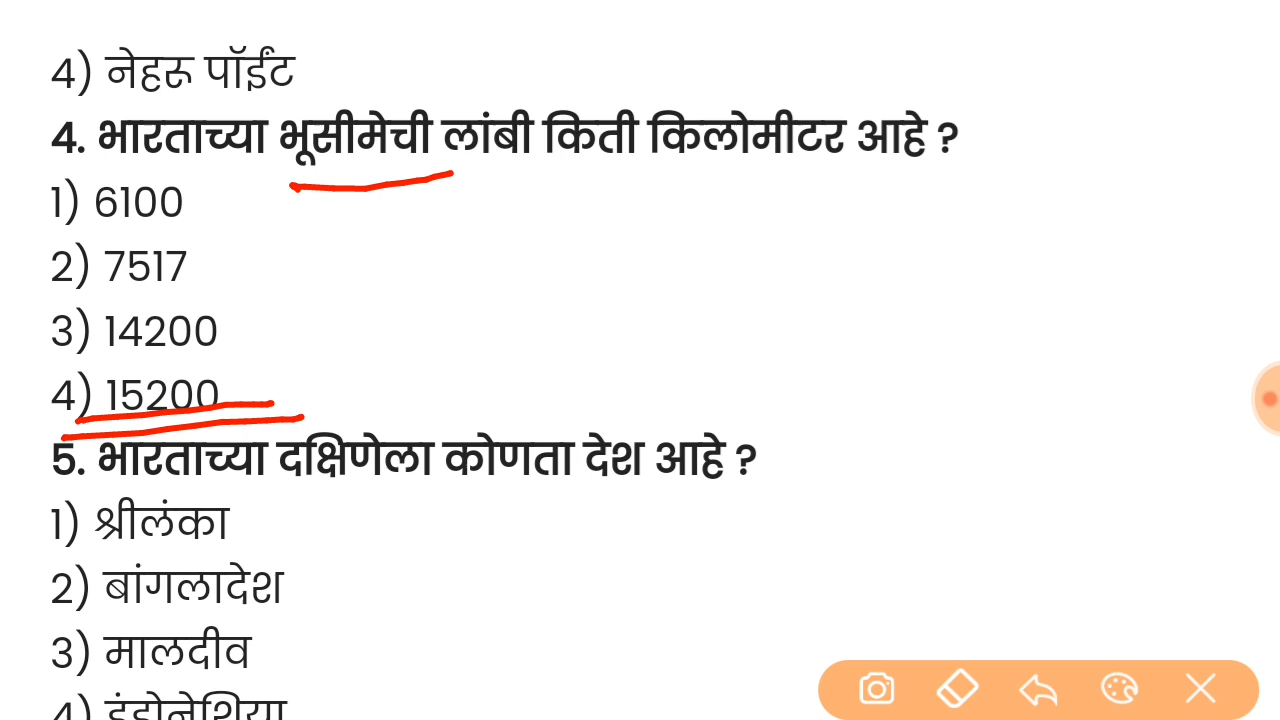 4) नेहरू पॉईंट
4. भारताच्या भूसीमेची लांबी किती किलोमीटर आहे ?
1) 6100
2) 7517
3) 14200
4) 15200
5. भारताच्या दक्षिणेला कोणता देश आहे ?
1) श्रीलंका
2) बांगलादेश
3) मालदीव
4) इंडोनेशिया